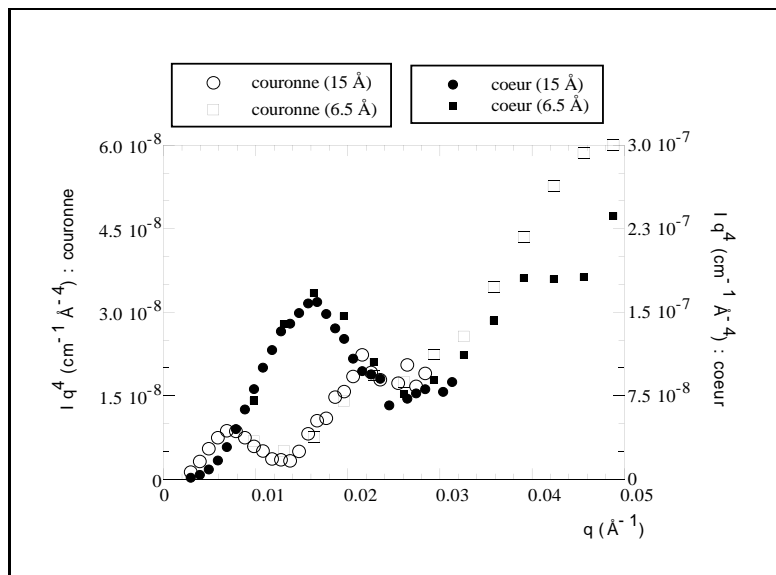 couronne (15 Å)
couronne (6.5 Å)
coeur (15 Å)
coeur (6.5 Å)
6.0 10⁻⁸
4.5 10⁻⁸
3.0 10⁻⁸
1.5 10⁻⁸
0
I q⁴ (cm⁻¹ Å⁻⁴) : couronne
3.0 10⁻⁷
2.3 10⁻⁷
1.5 10⁻⁷
7.5 10⁻⁸
0
I q⁴ (cm⁻¹ Å⁻⁴) : coeur
0 0.01 0.02 0.03 0.04 0.05
q (Å⁻¹)